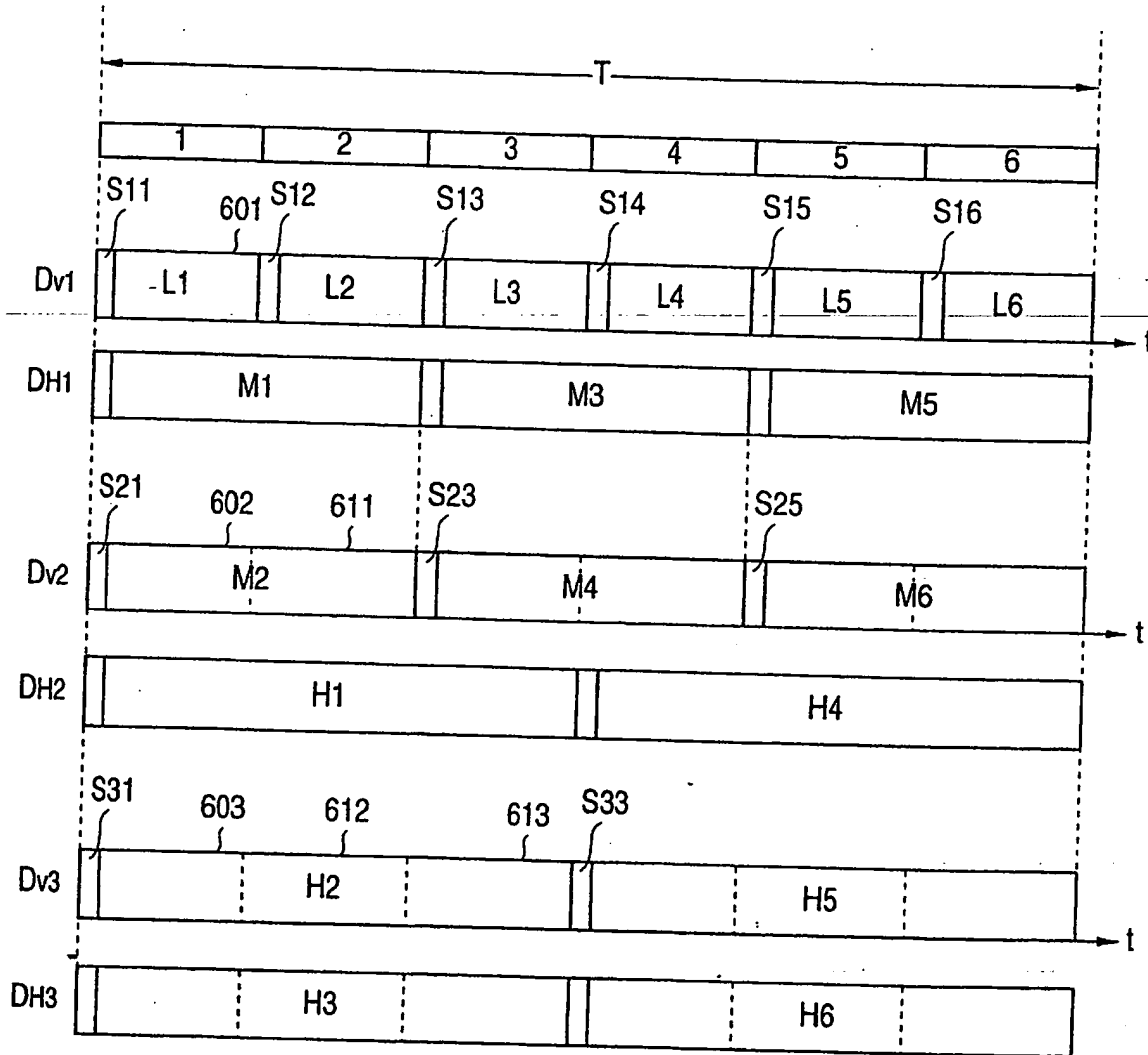 T
1 2 3 4 5 6
S11 601 S12 S13 S14 S15 S16
Dv1 L1 L2 L3 L4 L5 L6
t
DH1 M1 M3 M5
S21 602 611 S23 S25
Dv2 M2 M4 M6
t
DH2 H1 H4
S31 603 612 613 S33
Dv3 H2 H5
t
DH3 H3 H6